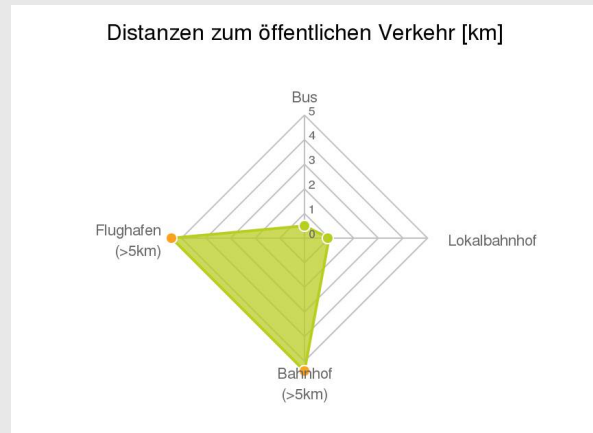 Distanzen zum öffentlichen Verkehr [km]
Bus
5
4
3
2
1
0
Flughafen
(>5km)
Lokalbahnhof
Bahnhof
(>5km)